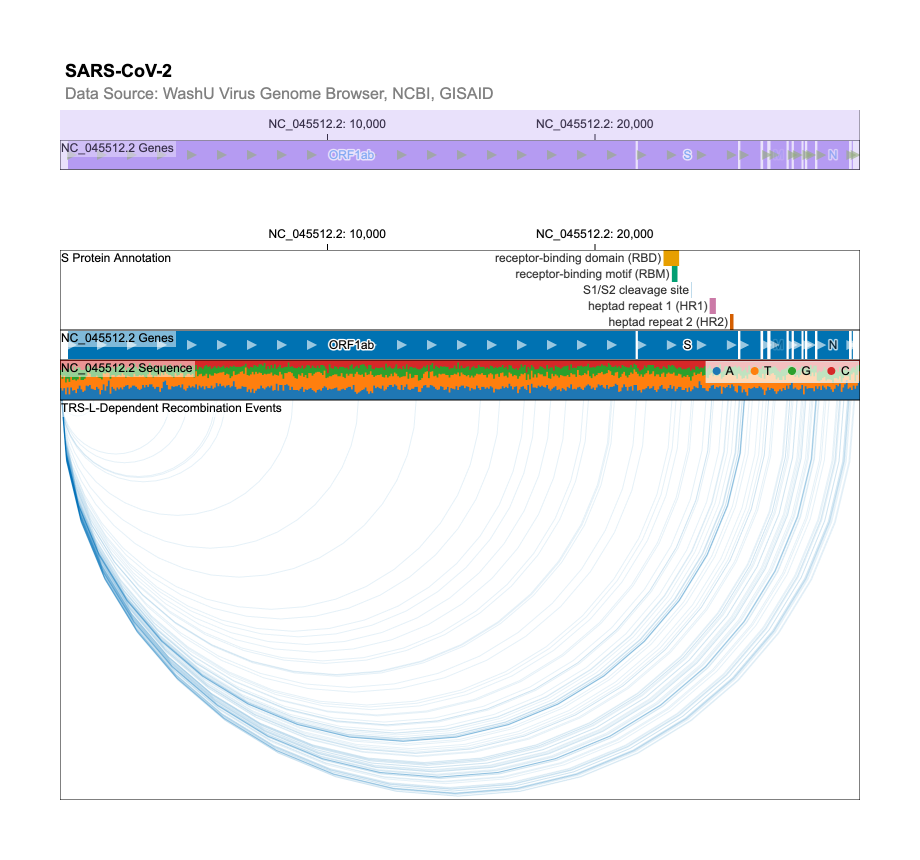 SARS-CoV-2
Data Source: WashU Virus Genome Browser, NCBI, GISAID
NC_045512.2: 10,000 NC_045512.2: 20,000
NC_045512.2 Genes ORF1ab S M N
NC_045512.2: 10,000 NC_045512.2: 20,000
S Protein Annotation receptor-binding domain (RBD)
receptor-binding motif (RBM)
S1/S2 cleavage site
heptad repeat 1 (HR1)
heptad repeat 2 (HR2)
NC_045512.2 Genes ORF1ab S M N
NC_045512.2 Sequence A T G C
TRS-L-Dependent Recombination Events